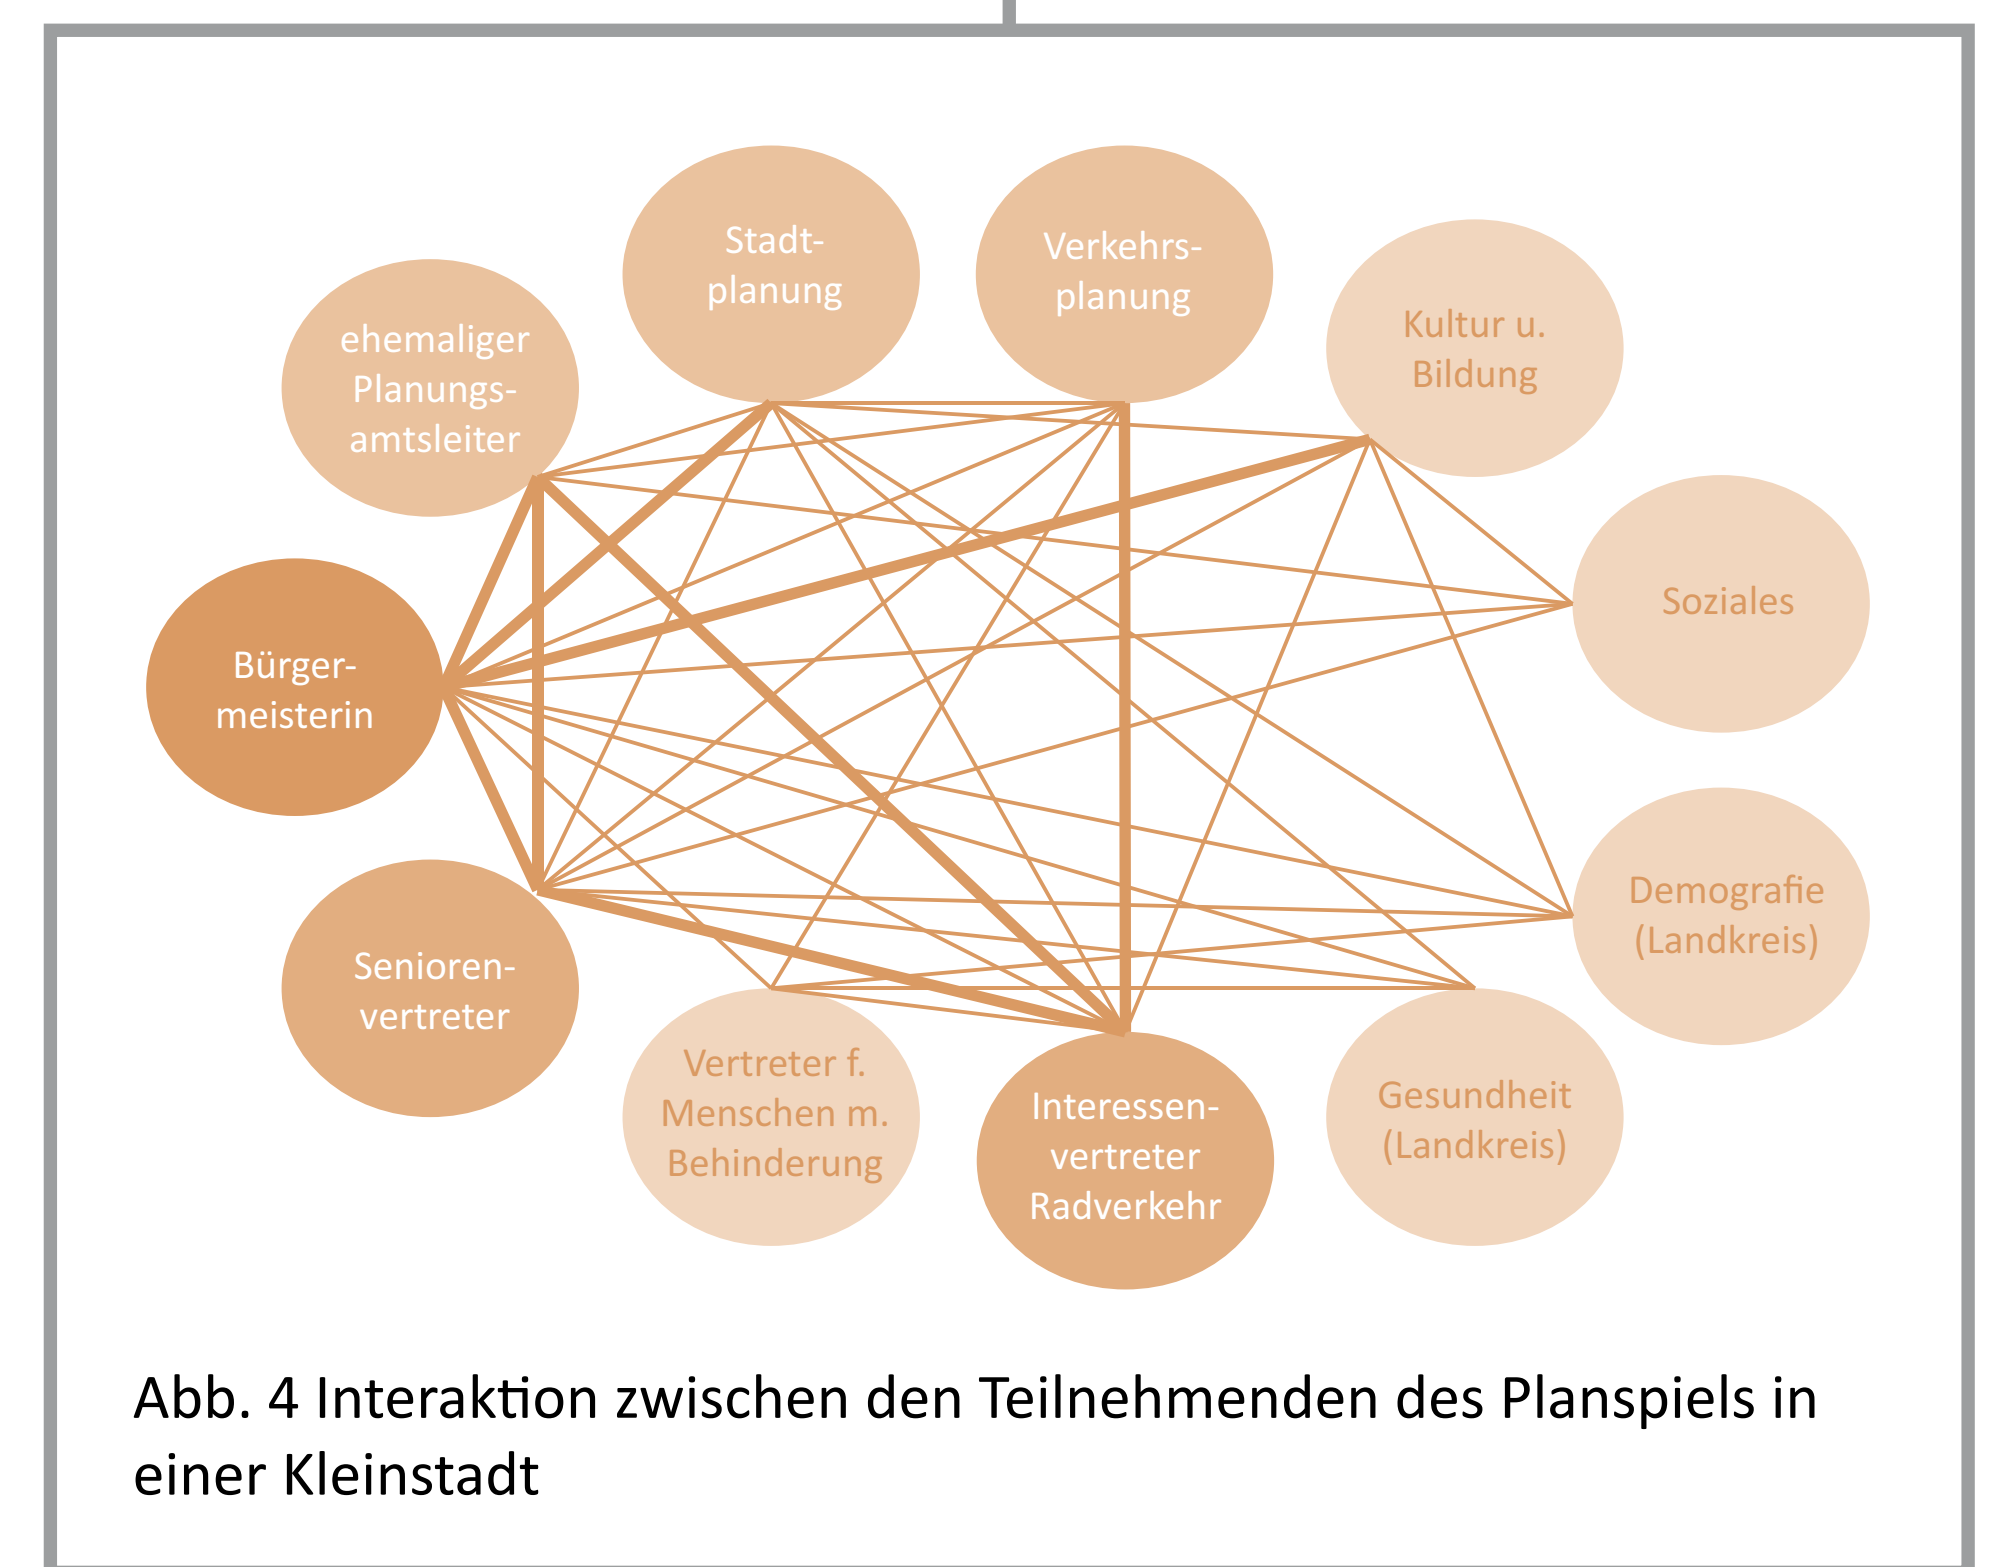 Stadt-
planung
Verkehrs-
planung
Kultur u.
Bildung
ehemaliger
Planungs-
amtsleiter
Soziales
Bürger-
meisterin
Demografie
(Landkreis)
Senioren-
vertreter
Vertreter f.
Menschen m.
Behinderung
Interessen-
vertreter
Radverkehr
Gesundheit
(Landkreis)
Abb. 4 Interaktion zwischen den Teilnehmenden des Planspiels in
einer Kleinstadt